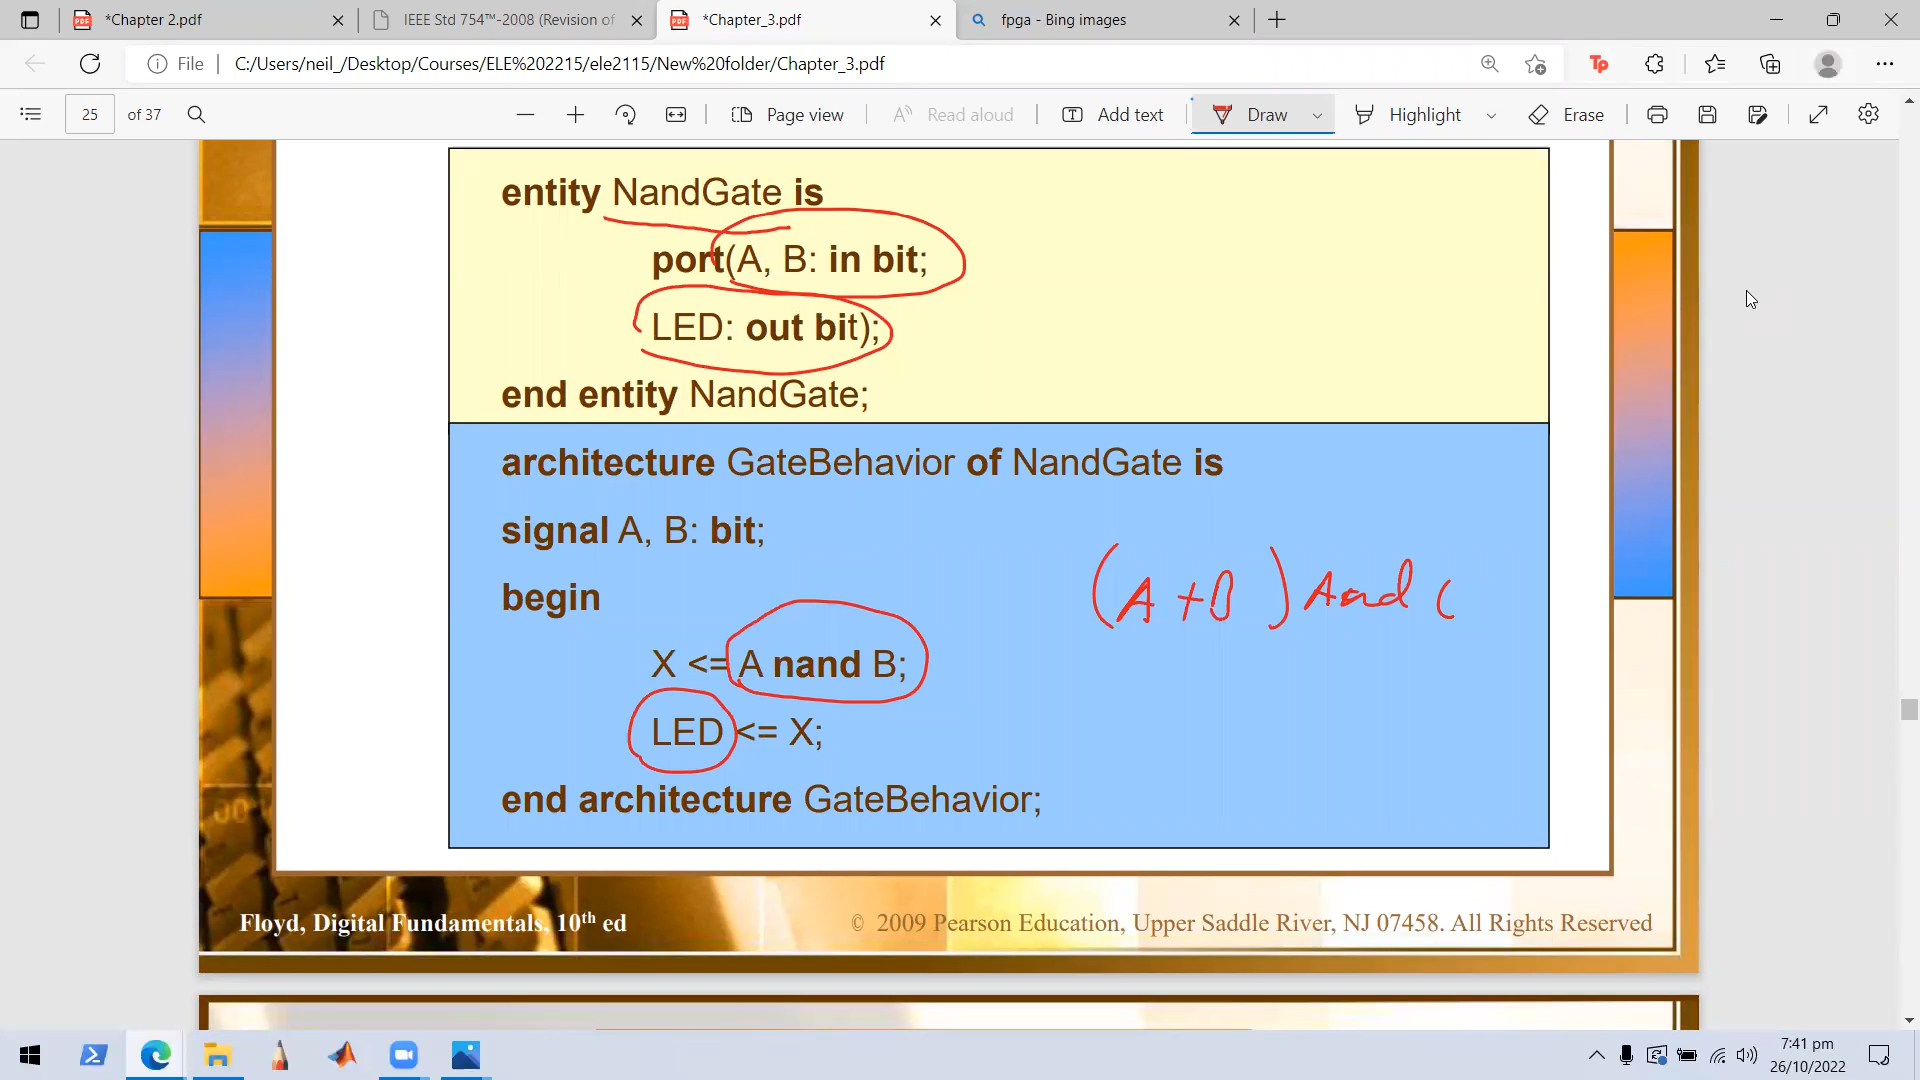 *Chapter 2.pdf
IEEE Std 754™-2008 (Revision of
*Chapter_3.pdf
fpga - Bing images
File
C:/Users/neil_/Desktop/Courses/ELE%202215/ele2115/New%20folder/Chapter_3.pdf
25 of 37
Page view
Read aloud
Add text
Draw
Highlight
Erase
entity NandGate is
port(A, B: in bit;
LED: out bit);
end entity NandGate;
architecture GateBehavior of NandGate is
signal A, B: bit;
begin
(A + B) And (
X <= A nand B;
LED <= X;
end architecture GateBehavior;
Floyd, Digital Fundamentals, 10th ed
© 2009 Pearson Education, Upper Saddle River, NJ 07458. All Rights Reserved
7:41 pm
26/10/2022